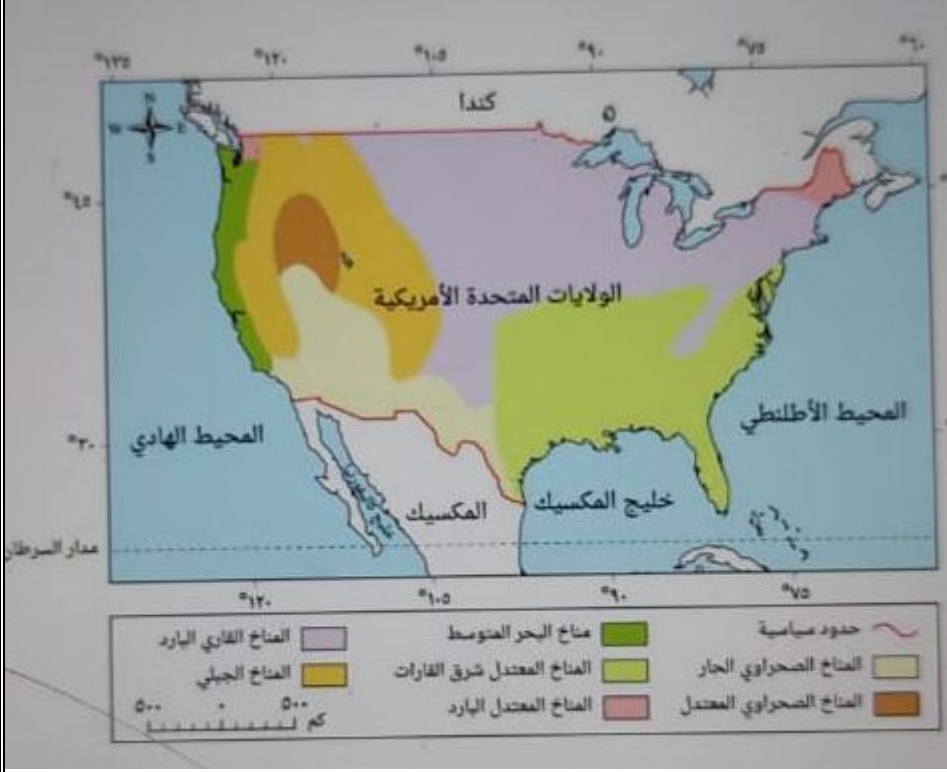 °١٣٥ °١٢٠ °١٠٥ °٩٠ °٧٥ °٦٠
كندا
N
W E
S
°٤٥
الولايات المتحدة الأمريكية
المحيط الأطلنطي
المحيط الهادي
°٣٠
خليج المكسيك
المكسيك
مدار السرطان
°١٢٠ °١٠٥ °٩٠ °٧٥
حدود سياسية
مناخ البحر المتوسط
المناخ القاري البارد
المناخ الصحراوي الحار
المناخ المعتدل شرق القارات
المناخ الجبلي
المناخ الصحراوي المعتدل
المناخ المعتدل البارد
٥٠٠ ٠ ٥٠٠
كم